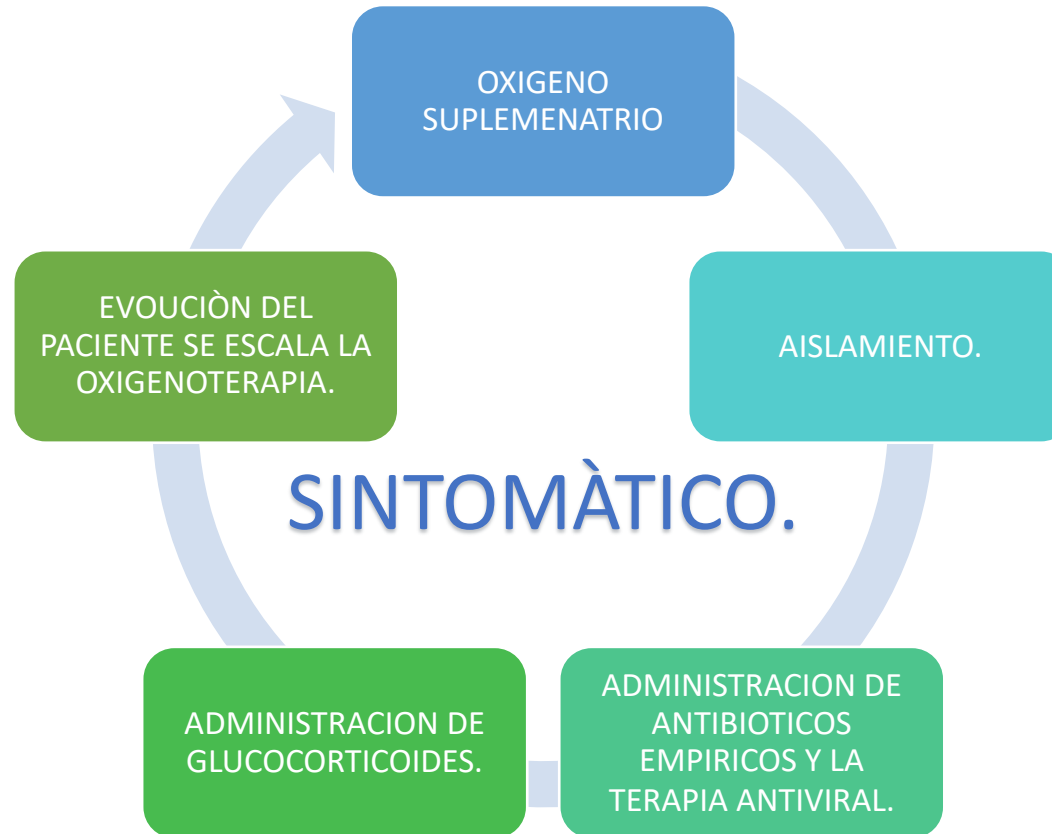 OXIGENO
SUPLEMENATRIO
AISLAMIENTO.
ADMINISTRACION DE
ANTIBIOTICOS
EMPIRICOS Y LA
TERAPIA ANTIVIRAL.
ADMINISTRACION DE
GLUCOCORTICOIDES.
EVOUCIÒN DEL
PACIENTE SE ESCALA LA
OXIGENOTERAPIA.
SINTOMÀTICO.